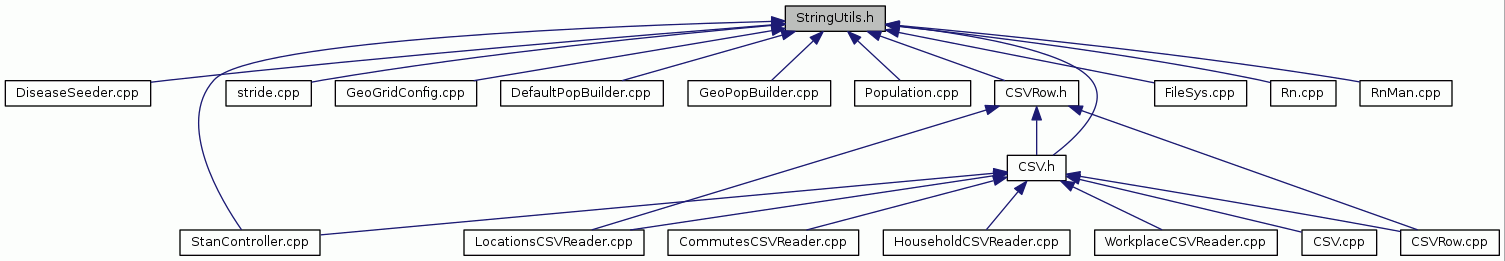 StringUtils.h
DiseaseSeeder.cpp
stride.cpp
GeoGridConfig.cpp
DefaultPopBuilder.cpp
GeoPopBuilder.cpp
Population.cpp
CSVRow.h
FileSys.cpp
Rn.cpp
RnMan.cpp
CSV.h
StanController.cpp
LocationsCSVReader.cpp
CommutesCSVReader.cpp
HouseholdCSVReader.cpp
WorkplaceCSVReader.cpp
CSV.cpp
CSVRow.cpp